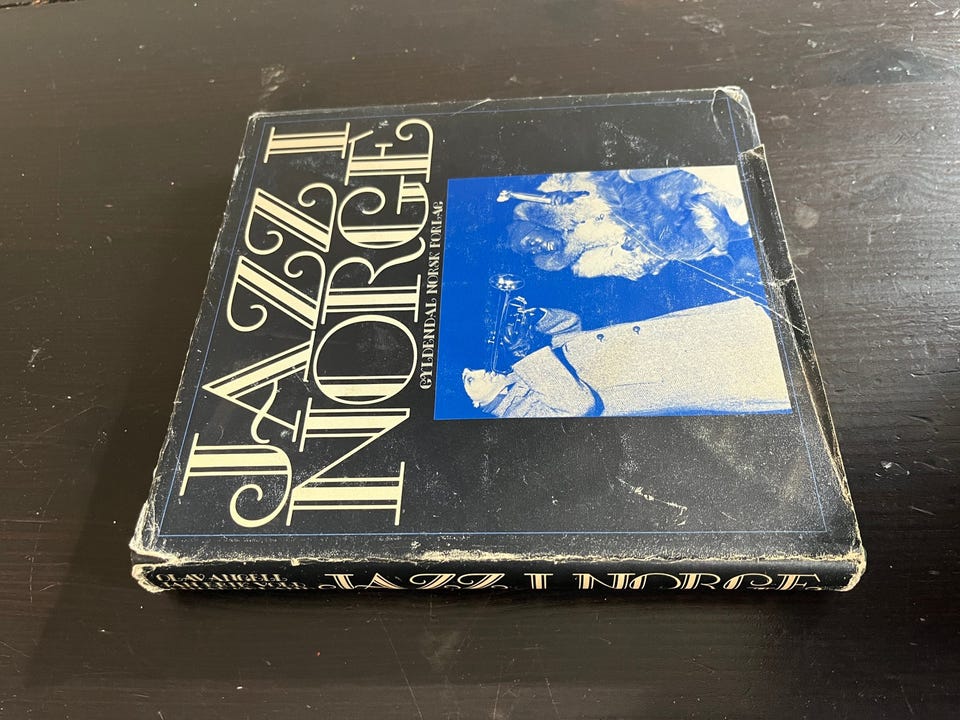 JAZZ I
NORGE
GYLDENDAL NORSK FORLAG
OLAV ANGELL
JAZZ I NORGE